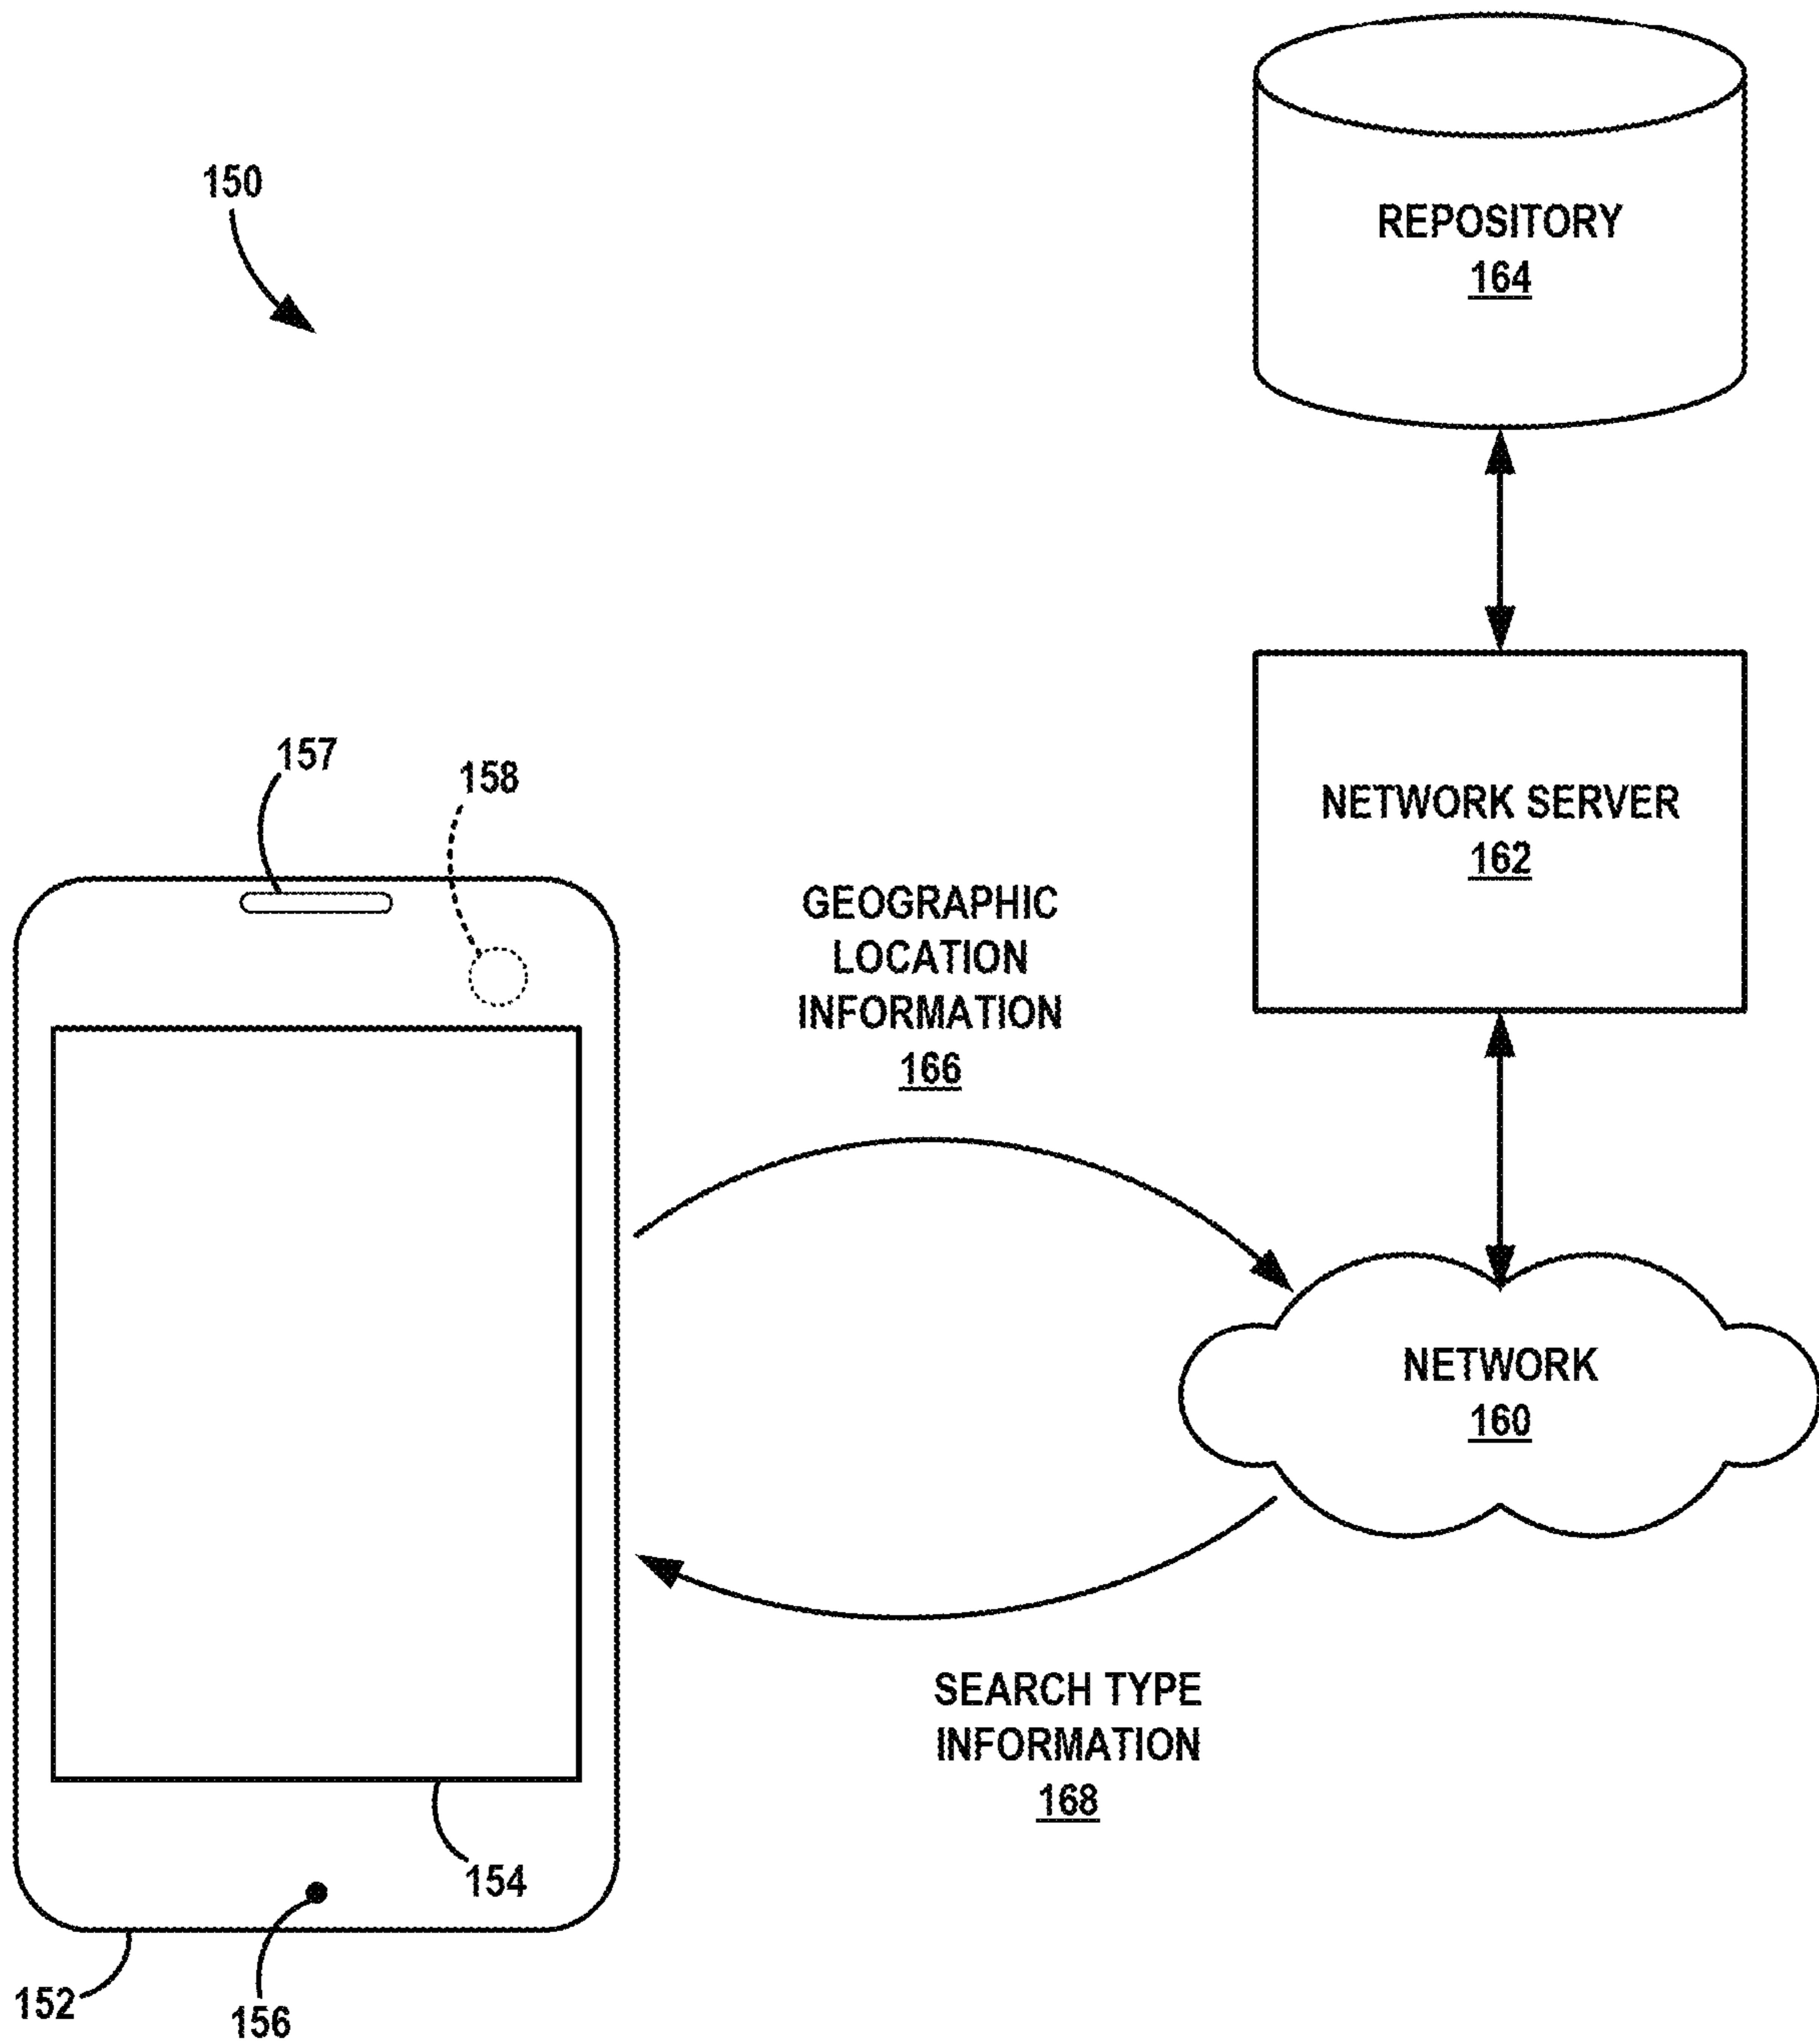 150
REPOSITORY
164
157
158
NETWORK SERVER
162
GEOGRAPHIC
LOCATION
INFORMATION
166
NETWORK
160
SEARCH TYPE
INFORMATION
168
154
152
156